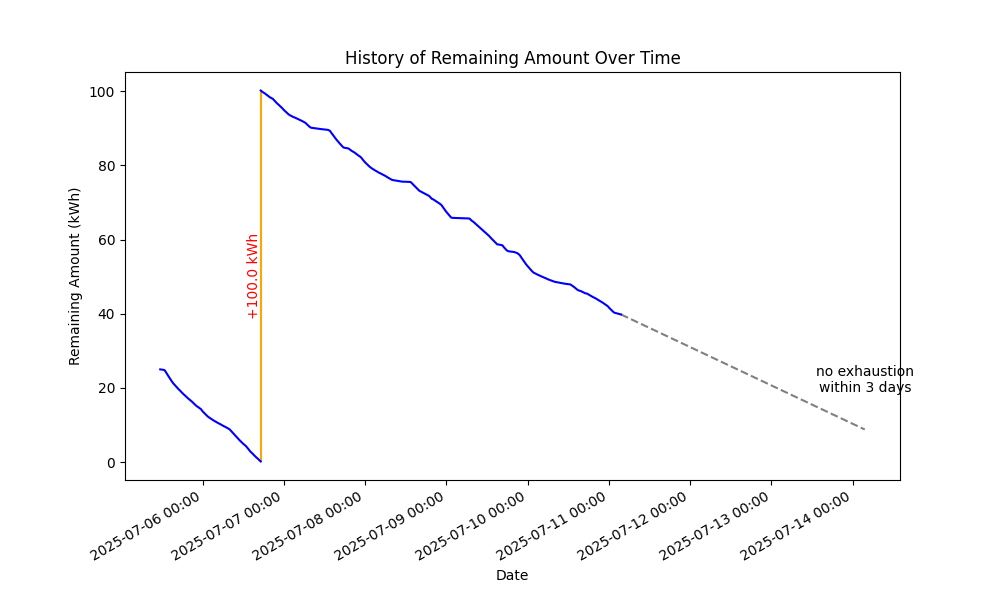 History of Remaining Amount Over Time
Remaining Amount (kWh)
100
80
60
40
20
0
+100.0 kWh
no exhaustion
within 3 days
2025-07-06 00:00
2025-07-07 00:00
2025-07-08 00:00
2025-07-09 00:00
2025-07-10 00:00
2025-07-11 00:00
2025-07-12 00:00
2025-07-13 00:00
2025-07-14 00:00
Date